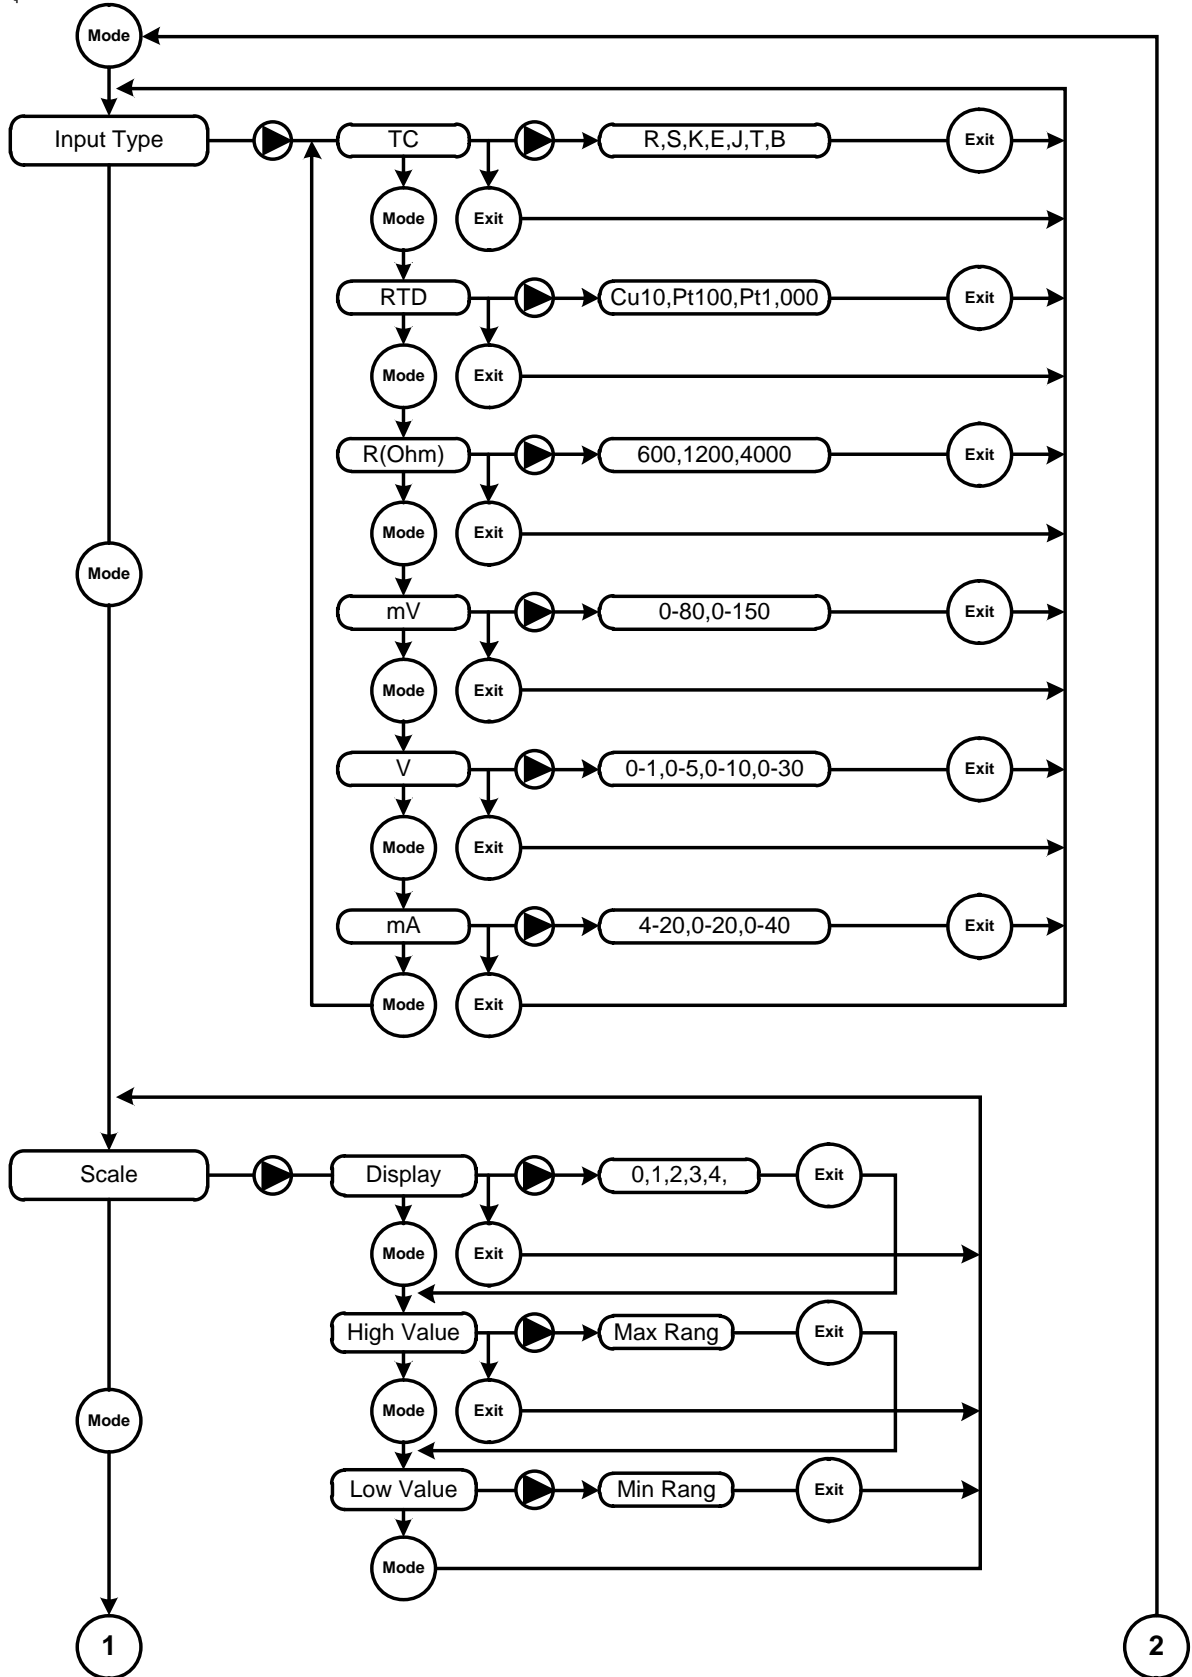 Mode
Input Type
TC
R,S,K,E,J,T,B
Exit
Mode
Exit
RTD
Cu10,Pt100,Pt1,000
Exit
Mode
Exit
R(Ohm)
600,1200,4000
Exit
Mode
Exit
Mode
mV
0-80,0-150
Exit
Mode
Exit
V
0-1,0-5,0-10,0-30
Exit
Mode
Exit
mA
4-20,0-20,0-40
Exit
Mode
Exit
Scale
Display
0,1,2,3,4,
Exit
Mode
Exit
High Value
Max Rang
Exit
Mode
Mode
Exit
Low Value
Min Rang
Exit
Mode
1
2